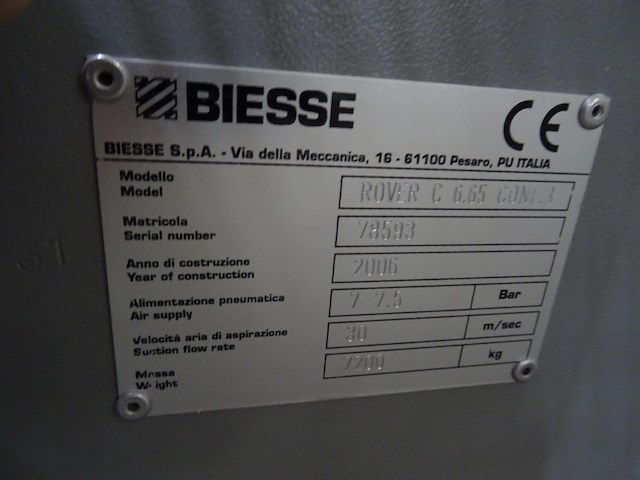 BIESSE
CE
BIESSE S.p.A. - Via della Meccanica, 16 - 61100 Pesaro, PU ITALIA
Modello
Model
ROVER C 6.65 CONF.3
Matricola
Serial number
78593
Anno di costruzione
Year of construction
2006
Alimentazione pneumatica
Air supply
7-7.5 Bar
Velocità aria di aspirazione
Suction flow rate
30 m/sec
Massa
Weight
7200 kg